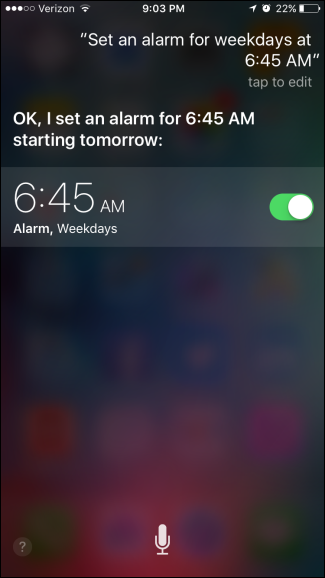 Verizon 9:03 PM 22%
“Set an alarm for weekdays at
6:45 AM”
tap to edit
OK, I set an alarm for 6:45 AM
starting tomorrow:
6:45 AM
Alarm, Weekdays
?